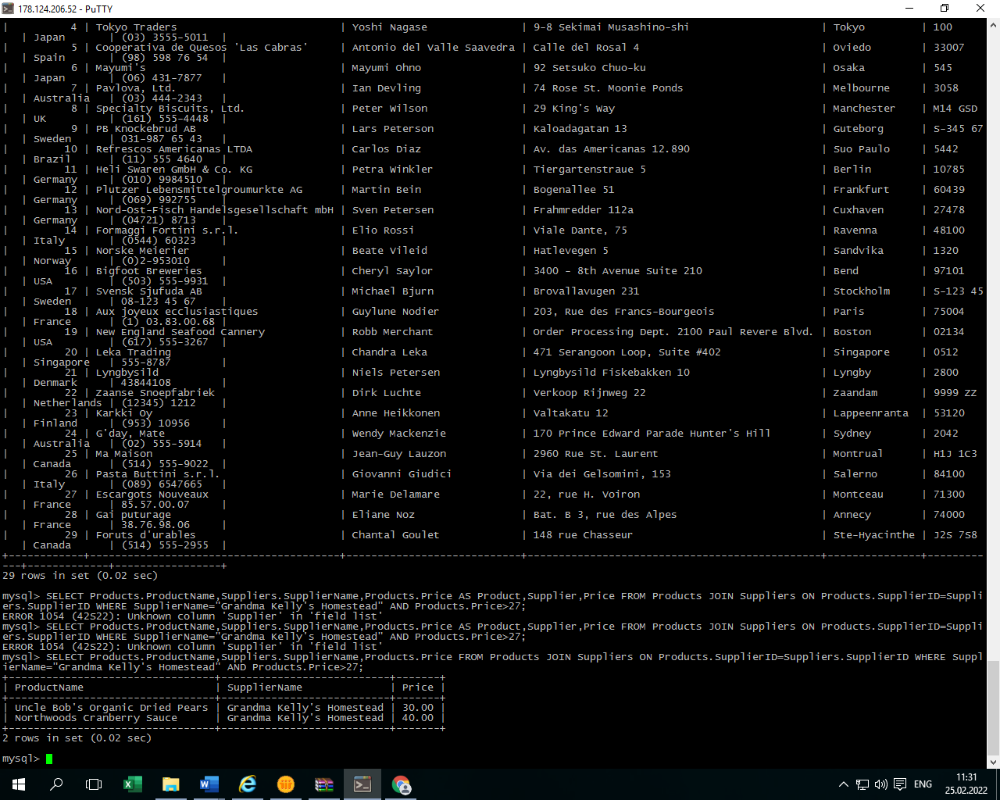 178.124.206.52 - PuTTY
| 4 | Tokyo Traders | Yoshi Nagase | 9-8 Sekimai Musashino-shi | Tokyo | 100
| Japan | (03) 3555-5011 |
| 5 | Cooperativa de Quesos 'Las Cabras' | Antonio del Valle Saavedra | Calle del Rosal 4 | Oviedo | 33007
| Spain | (98) 598 76 54 |
| 6 | Mayumi's | Mayumi Ohno | 92 Setsuko Chuo-ku | Osaka | 545
| Japan | (06) 431-7877 |
| 7 | Pavlova, Ltd. | Ian Devling | 74 Rose St. Moonie Ponds | Melbourne | 3058
| Australia | (03) 444-2343 |
| 8 | Specialty Biscuits, Ltd. | Peter Wilson | 29 King's Way | Manchester | M14 GSD
| UK | (161) 555-4448 |
| 9 | PB Knockebrud AB | Lars Peterson | Kaloadagatan 13 | Guteborg | S-345 67
| Sweden | 031-987 65 43 |
| 10 | Refrescos Americanas LTDA | Carlos Diaz | Av. das Americanas 12.890 | Suo Paulo | 5442
| Brazil | (11) 555 4640 |
| 11 | Heli Swaren GmbH & Co. KG | Petra Winkler | Tiergartenstraue 5 | Berlin | 10785
| Germany | (010) 9984510 |
| 12 | Plutzer Lebensmittelgroumurkte AG | Martin Bein | Bogenallee 51 | Frankfurt | 60439
| Germany | (069) 992755 |
| 13 | Nord-Ost-Fisch Handelsgesellschaft mbH | Sven Petersen | Frahmredder 112a | Cuxhaven | 27478
| Germany | (04721) 8713 |
| 14 | Formaggi Fortini s.r.l. | Elio Rossi | Viale Dante, 75 | Ravenna | 48100
| Italy | (0544) 60323 |
| 15 | Norske Meierier | Beate Vileid | Hatlevegen 5 | Sandvika | 1320
| Norway | (0)2-953010 |
| 16 | Bigfoot Breweries | Cheryl Saylor | 3400 - 8th Avenue Suite 210 | Bend | 97101
| USA | (503) 555-9931 |
| 17 | Svensk Sjufuda AB | Michael Bjurn | Brovallavugen 231 | Stockholm | S-123 45
| Sweden | 08-123 45 67 |
| 18 | Aux joyeux ecclusiastiques | Guylune Nodier | 203, Rue des Francs-Bourgeois | Paris | 75004
| France | (1) 03.83.00.68 |
| 19 | New England Seafood Cannery | Robb Merchant | Order Processing Dept. 2100 Paul Revere Blvd. | Boston | 02134
| USA | (617) 555-3267 |
| 20 | Leka Trading | Chandra Leka | 471 Serangoon Loop, Suite #402 | Singapore | 0512
| Singapore | 555-8787 |
| 21 | Lyngbysild | Niels Petersen | Lyngbysild Fiskebakken 10 | Lyngby | 2800
| Denmark | 43844108 |
| 22 | Zaanse Snoepfabriek | Dirk Luchte | Verkoop Rijnweg 22 | Zaandam | 9999 ZZ
| Netherlands | (12345) 1212 |
| 23 | Karkki Oy | Anne Heikkonen | Valtakatu 12 | Lappeenranta | 53120
| Finland | (953) 10956 |
| 24 | G'day, Mate | Wendy Mackenzie | 170 Prince Edward Parade Hunter's Hill | Sydney | 2042
| Australia | (02) 555-5914 |
| 25 | Ma Maison | Jean-Guy Lauzon | 2960 Rue St. Laurent | Montrual | H1J 1C3
| Canada | (514) 555-9022 |
| 26 | Pasta Buttini s.r.l. | Giovanni Giudici | Via dei Gelsomini, 153 | Salerno | 84100
| Italy | (089) 6547665 |
| 27 | Escargots Nouveaux | Marie Delamare | 22, rue H. Voiron | Montceau | 71300
| France | 85.57.00.07 |
| 28 | Gai puturage | Eliane Noz | Bat. B 3, rue des Alpes | Annecy | 74000
| France | 38.76.98.06 |
| 29 | Foruts d'urables | Chantal Goulet | 148 rue Chasseur | Ste-Hyacinthe | J2S 7S8
| Canada | (514) 555-2955 |
29 rows in set (0.02 sec)
mysql> SELECT Products.ProductName,Suppliers.SupplierName,Products.Price AS Product,Supplier,Price FROM Products JOIN Suppliers ON Products.SupplierID=Suppli
ers.SupplierID WHERE SupplierName="Grandma Kelly's Homestead" AND Products.Price>27;
ERROR 1054 (42S22): Unknown column 'Supplier' in 'field list'
mysql> SELECT Products.ProductName,Suppliers.SupplierName,Products.Price AS Product,Supplier,Price FROM Products JOIN Suppliers ON Products.SupplierID=Suppli
ers.SupplierID WHERE SupplierName="Grandma Kelly's Homestead" AND Products.Price>27;
ERROR 1054 (42S22): Unknown column 'Supplier' in 'field list'
mysql> SELECT Products.ProductName,Suppliers.SupplierName,Products.Price FROM Products JOIN Suppliers ON Products.SupplierID=Suppliers.SupplierID WHERE Suppl
ierName="Grandma Kelly's Homestead" AND Products.Price>27;
| ProductName | SupplierName | Price |
| Uncle Bob's Organic Dried Pears | Grandma Kelly's Homestead | 30.00 |
| Northwoods Cranberry Sauce | Grandma Kelly's Homestead | 40.00 |
2 rows in set (0.02 sec)
mysql>
ENG
11:31
25.02.2022